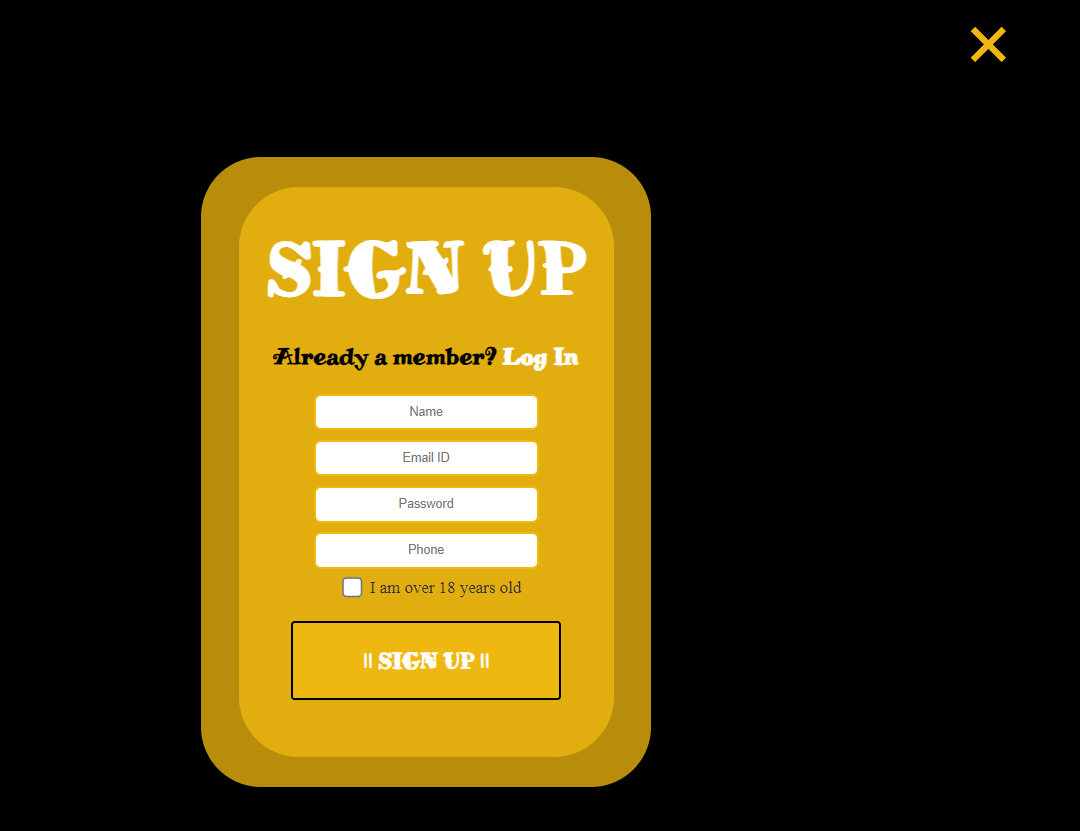 SIGN UP
Already a member? Log In
Name
Email ID
Password
Phone
I am over 18 years old
|| SIGN UP ||